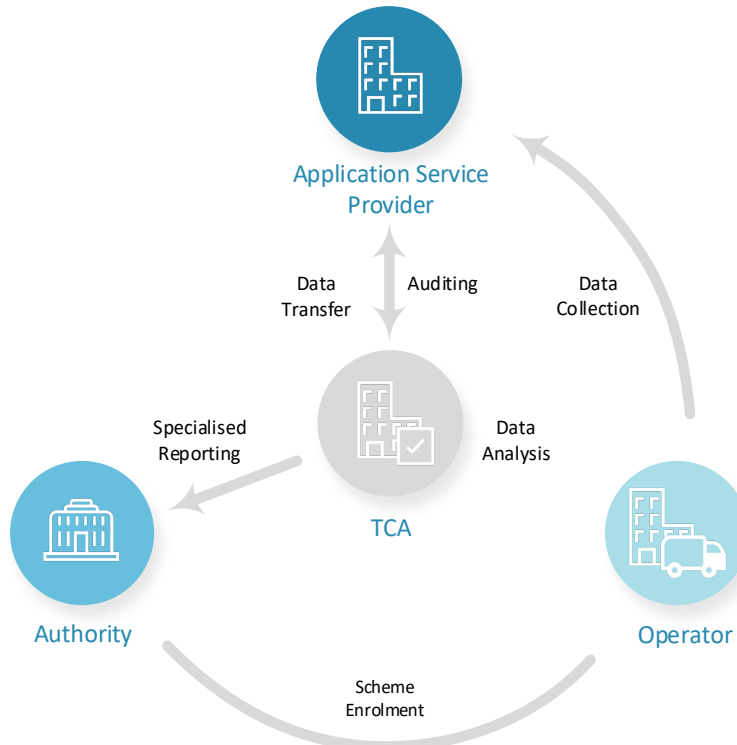 Application Service
Provider
Data
Transfer
Auditing
Data
Collection
Specialised
Reporting
Data
Analysis
TCA
Authority
Operator
Scheme
Enrolment